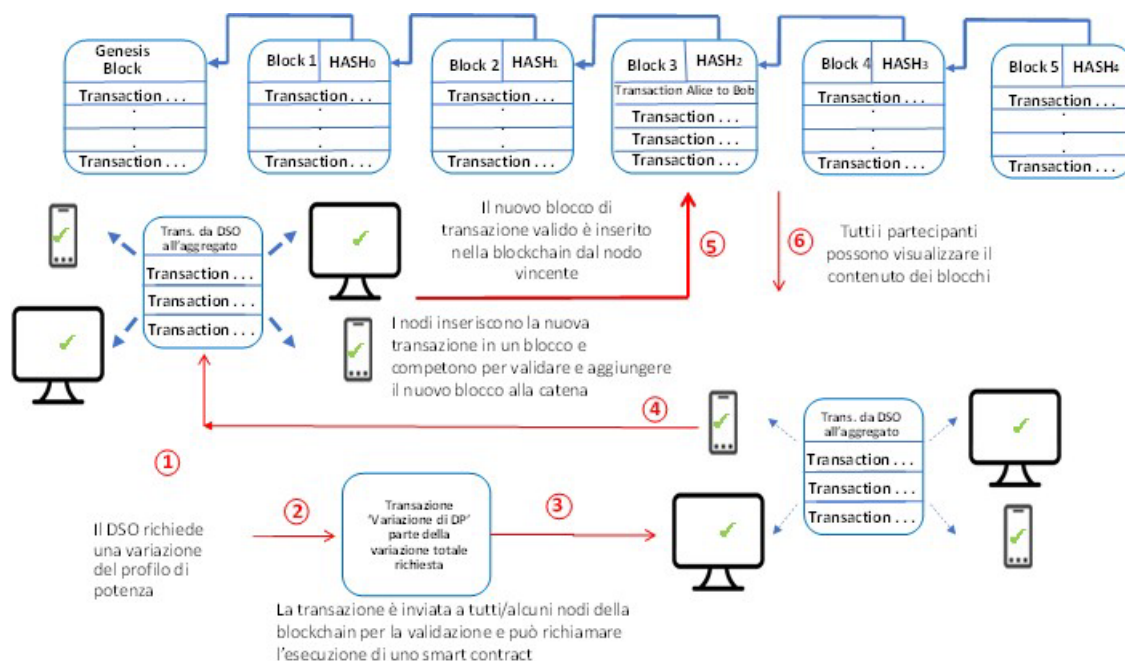 Genesis
Block
Transaction . . .
.
.
Transaction . . .
Block 1
HASH0
Transaction . . .
.
.
Transaction . . .
Block 2
HASH1
Transaction . . .
.
.
Transaction . . .
Block 3
HASH2
Transaction Alice to Bob
Transaction . . .
Transaction . . .
Transaction . . .
Block 4
HASH3
Transaction . . .
.
.
Transaction . . .
Block 5
HASH4
Transaction . . .
.
.
Transaction . . .
Trans. da DSO
all'aggregato
Transaction . . .
Transaction . . .
Transaction . . .
Il nuovo blocco di
transazione valido è inserito
nella blockchain dal nodo
vincente
5
6
Tutti i partecipanti
possono visualizzare il
contenuto dei blocchi
I nodi inseriscono la nuova
transazione in un blocco e
competono per validare e aggiungere
il nuovo blocco alla catena
4
Trans. da DSO
all'aggregato
Transaction . . .
Transaction . . .
Transaction . . .
1
Il DSO richiede
una variazione
del profilo di
potenza
2
Transazione
'Variazione di DP'
parte della
variazione totale
richiesta
3
La transazione è inviata a tutti/alcuni nodi della
blockchain per la validazione e può richiamare
l'esecuzione di uno smart contract